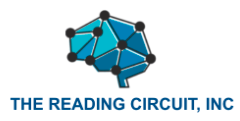 THE READING CIRCUIT, INC